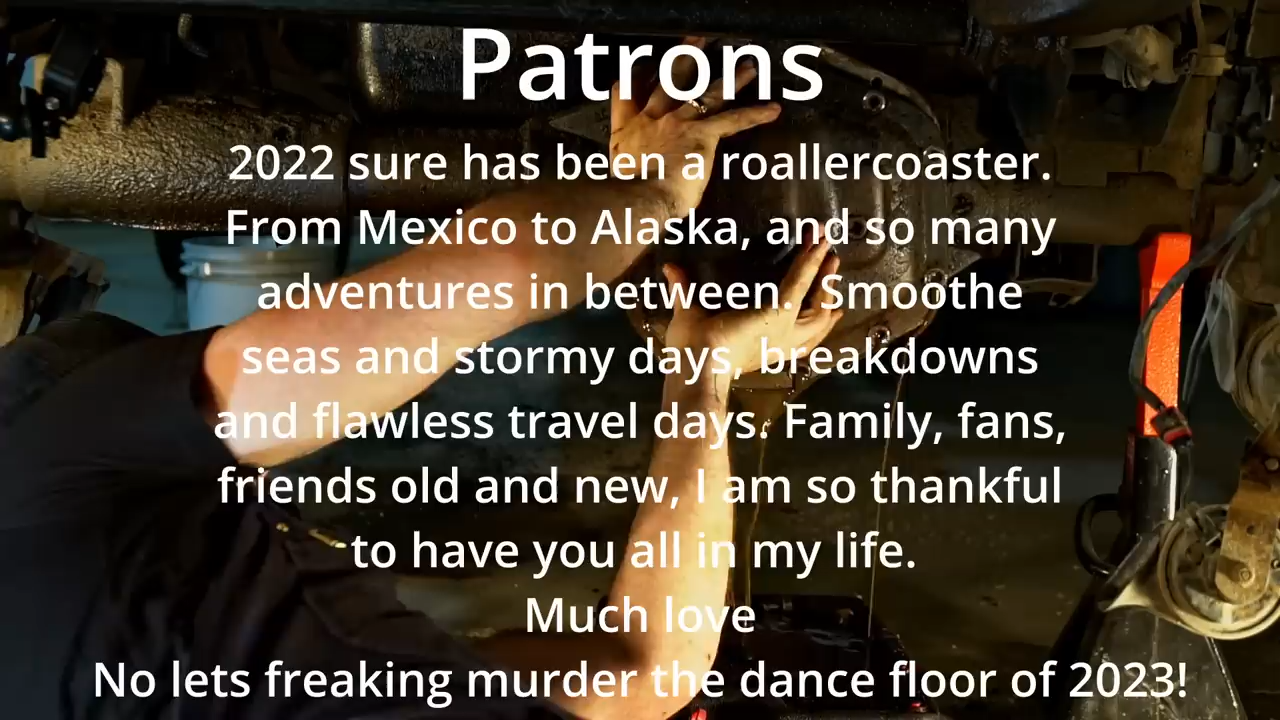 Patrons
2022 sure has been a roallercoaster.
From Mexico to Alaska, and so many
adventures in between.  Smoothe
seas and stormy days, breakdowns
and flawless travel days. Family, fans,
friends old and new, I am so thankful
to have you all in my life.
Much love
No lets freaking murder the dance floor of 2023!